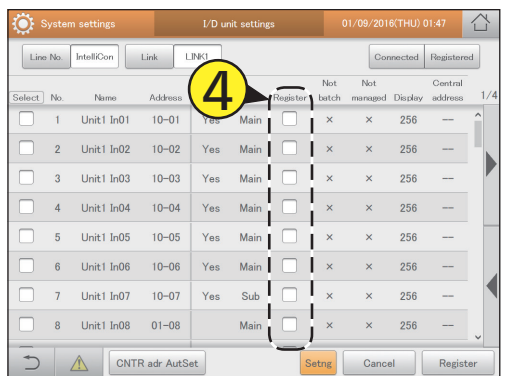 System settings I/D unit settings 01/09/2016(THU) 01:47
Line No. IntelliCon Link LINK1 Connected Registered
4
Select No. Name Address Register Not batch Not managed Display Central address 1/4
1 Unit1 In01 10-01 Yes Main × × 256 --
2 Unit1 In02 10-02 Yes Main × × 256 --
3 Unit1 In03 10-03 Yes Main × × 256 --
4 Unit1 In04 10-04 Yes Main × × 256 --
5 Unit1 In05 10-05 Yes Main × × 256 --
6 Unit1 In06 10-06 Yes Main × × 256 --
7 Unit1 In07 10-07 Yes Sub × × 256 --
8 Unit1 In08 01-08 Main × × 256 --
CNTR adr AutSet Setng Cancel Register